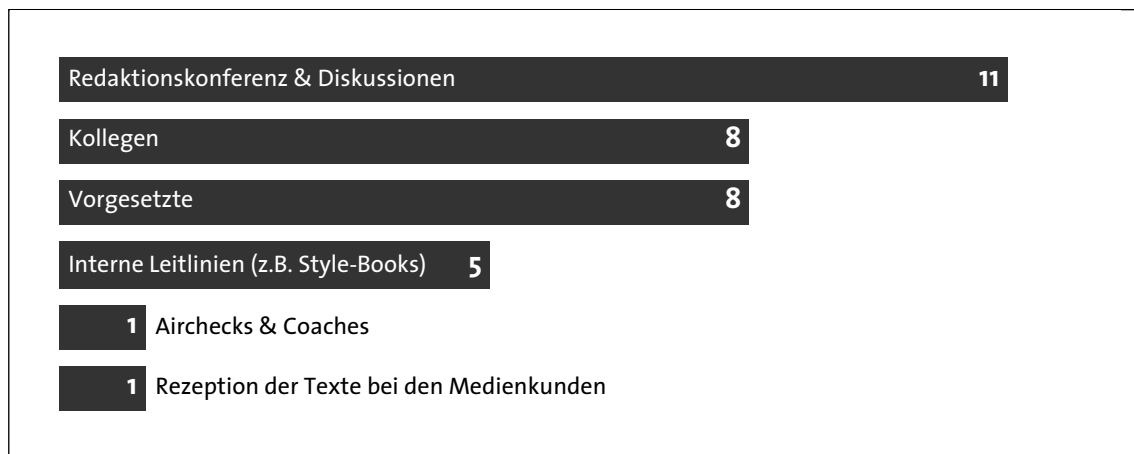 Redaktionskonferenz & Diskussionen 11
Kollegen 8
Vorgesetzte 8
Interne Leitlinien (z.B. Style-Books) 5
1 Airchecks & Coaches
1 Rezeption der Texte bei den Medienkunden